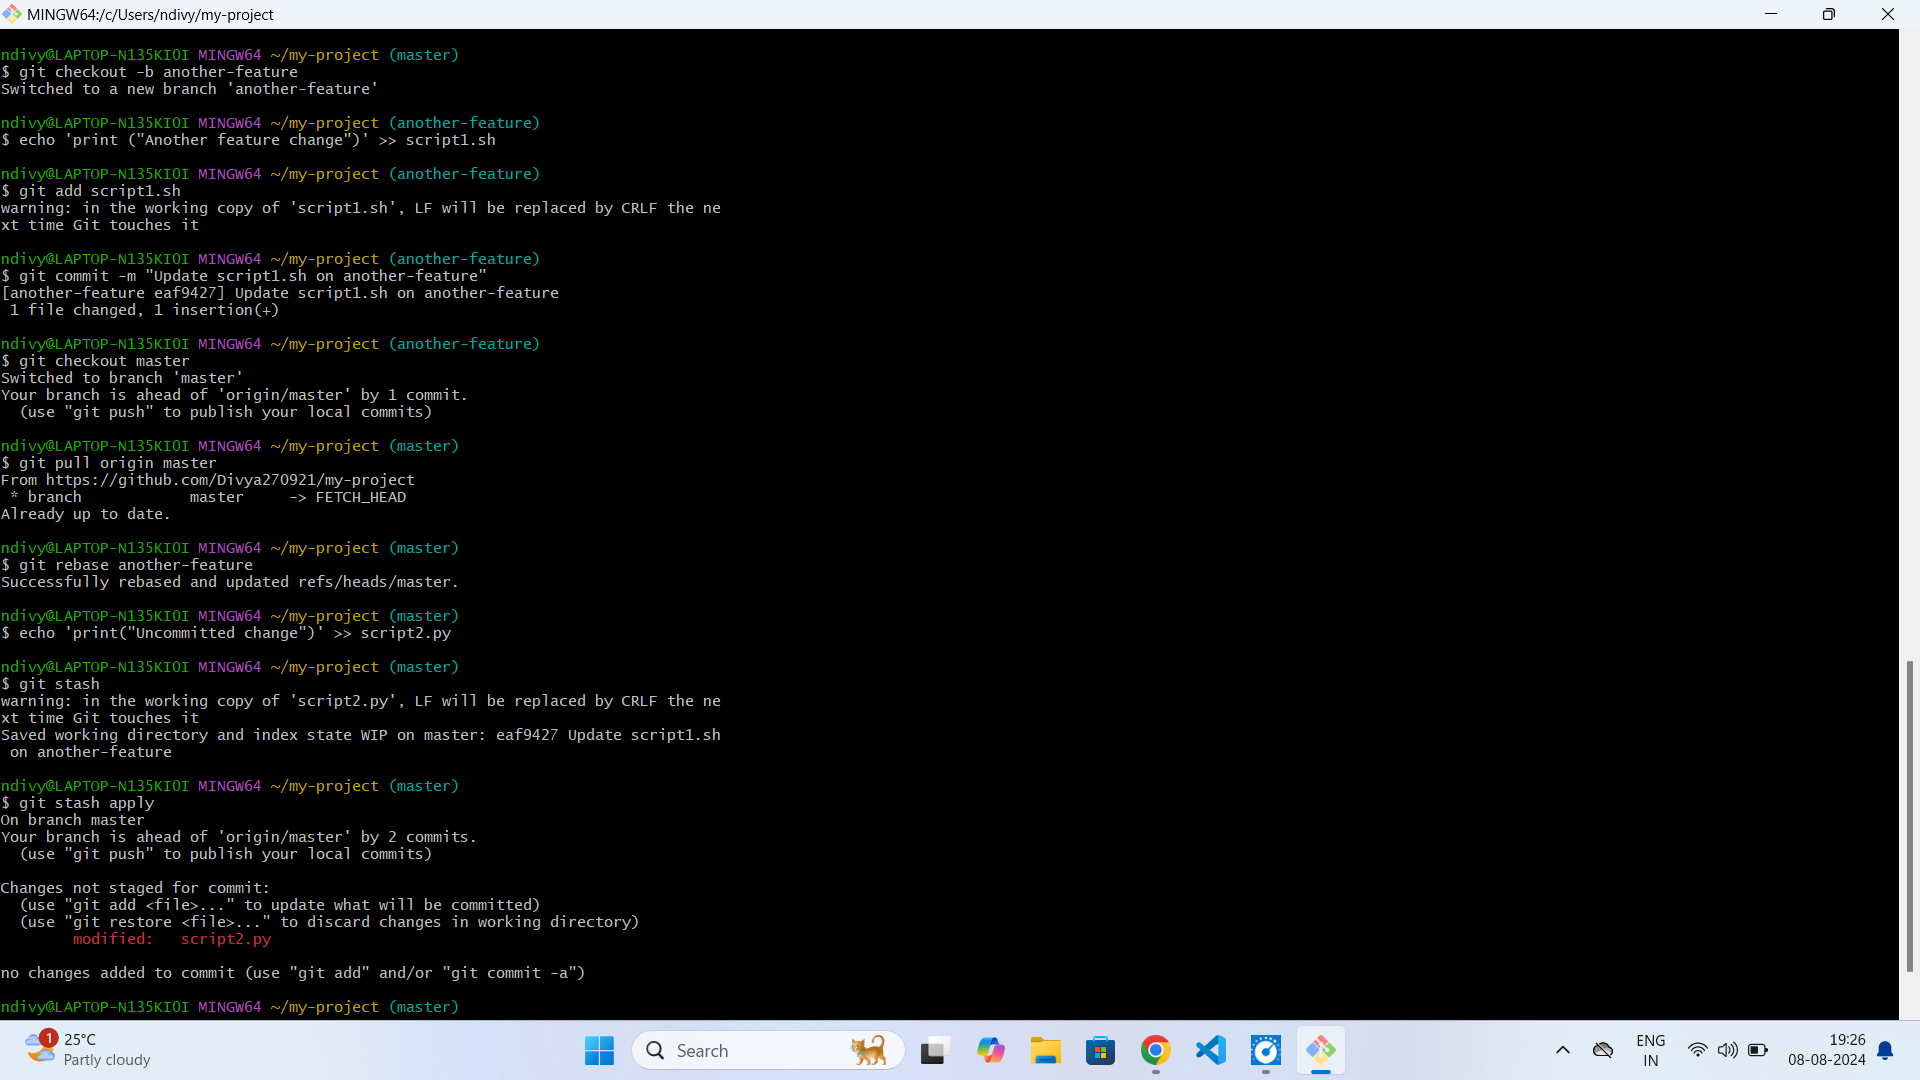 MINGW64:/c/Users/ndivy/my-project
ndivy@LAPTOP-N135KIOI MINGW64 ~/my-project (master)
$ git checkout -b another-feature
Switched to a new branch 'another-feature'
ndivy@LAPTOP-N135KIOI MINGW64 ~/my-project (another-feature)
$ echo 'print ("Another feature change")' >> script1.sh
ndivy@LAPTOP-N135KIOI MINGW64 ~/my-project (another-feature)
$ git add script1.sh
warning: in the working copy of 'script1.sh', LF will be replaced by CRLF the ne
xt time Git touches it
ndivy@LAPTOP-N135KIOI MINGW64 ~/my-project (another-feature)
$ git commit -m "Update script1.sh on another-feature"
[another-feature eaf9427] Update script1.sh on another-feature
 1 file changed, 1 insertion(+)
ndivy@LAPTOP-N135KIOI MINGW64 ~/my-project (another-feature)
$ git checkout master
Switched to branch 'master'
Your branch is ahead of 'origin/master' by 1 commit.
  (use "git push" to publish your local commits)
ndivy@LAPTOP-N135KIOI MINGW64 ~/my-project (master)
$ git pull origin master
From https://github.com/Divya270921/my-project
 * branch            master     -> FETCH_HEAD
Already up to date.
ndivy@LAPTOP-N135KIOI MINGW64 ~/my-project (master)
$ git rebase another-feature
Successfully rebased and updated refs/heads/master.
ndivy@LAPTOP-N135KIOI MINGW64 ~/my-project (master)
$ echo 'print("Uncommitted change")' >> script2.py
ndivy@LAPTOP-N135KIOI MINGW64 ~/my-project (master)
$ git stash
warning: in the working copy of 'script2.py', LF will be replaced by CRLF the ne
xt time Git touches it
Saved working directory and index state WIP on master: eaf9427 Update script1.sh
 on another-feature
ndivy@LAPTOP-N135KIOI MINGW64 ~/my-project (master)
$ git stash apply
On branch master
Your branch is ahead of 'origin/master' by 2 commits.
  (use "git push" to publish your local commits)
Changes not staged for commit:
  (use "git add <file>..." to update what will be committed)
  (use "git restore <file>..." to discard changes in working directory)
        modified:   script2.py
no changes added to commit (use "git add" and/or "git commit -a")
ndivy@LAPTOP-N135KIOI MINGW64 ~/my-project (master)
1
25°C
Partly cloudy
Search
ENG
IN
19:26
08-08-2024